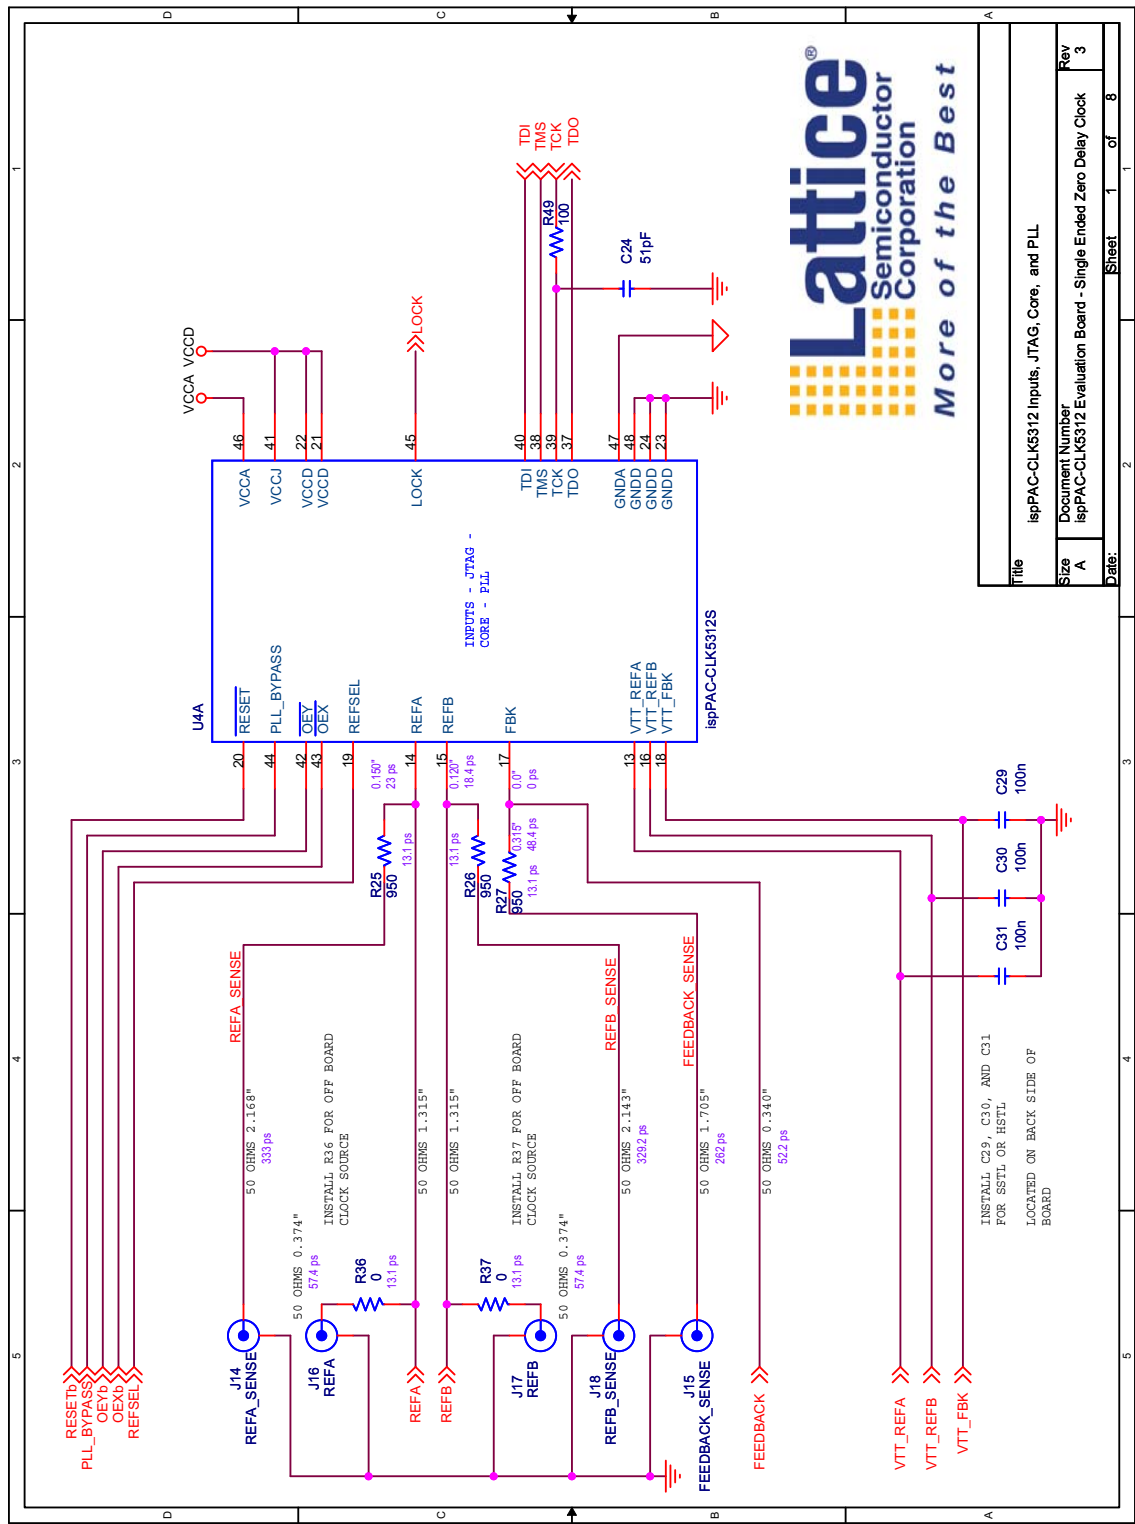 5
4
3
2
1
D
C
B
A
RESETb
PLL_BYPASS
OEYb
OEXb
REFSEL
J14
REFA_SENSE
J16
REFA
REFA
REFB
J17
REFB
J18
REFB_SENSE
J15
FEEDBACK_SENSE
FEEDBACK
VTT_REFA
VTT_REFB
VTT_FBK
50 OHMS 0.374"
57.4 ps
R36
0
13.1 ps
R37
0
13.1 ps
50 OHMS 0.374"
57.4 ps
50 OHMS 2.168"
333 ps
INSTALL R36 FOR OFF BOARD
CLOCK SOURCE
50 OHMS 1.315"
50 OHMS 1.315"
INSTALL R37 FOR OFF BOARD
CLOCK SOURCE
50 OHMS 2.143"
329.2 ps
50 OHMS 1.705"
262 ps
50 OHMS 0.340"
52.2 ps
REFA_SENSE
REFB_SENSE
FEEDBACK_SENSE
INSTALL C29, C30, AND C31
FOR SSTL OR HSTL
LOCATED ON BACK SIDE OF
BOARD
R25
950
13.1 ps
0.150"
23 ps
R26
950
13.1 ps
0.120"
18.4 ps
R27
950
13.1 ps
0.315"
48.4 ps
0.0"
0 ps
C31
100n
C30
100n
C29
100n
U4A
20
RESET
44
PLL_BYPASS
42
OEY
43
OEX
19
REFSEL
14
REFA
15
REFB
17
FBK
13
VTT_REFA
16
VTT_REFB
18
VTT_FBK
INPUTS - JTAG -
CORE - PLL
ispPAC-CLK5312S
VCCA
46
VCCJ
41
VCCD
22
VCCD
21
LOCK
45
TDI
40
TMS
38
TCK
39
TDO
37
GNDA
47
GNDD
48
GNDD
24
GNDD
23
VCCA
VCCD
LOCK
R49
100
C24
51pF
TDI
TMS
TCK
TDO
Lattice®
Semiconductor
Corporation
More of the Best
Title
ispPAC-CLK5312 Inputs, JTAG, Core, and PLL
Size
A
Document Number
ispPAC-CLK5312 Evaluation Board - Single Ended Zero Delay Clock
Rev
3
Date:
Sheet 1 of 8
5
4
3
2
1
D
C
B
A